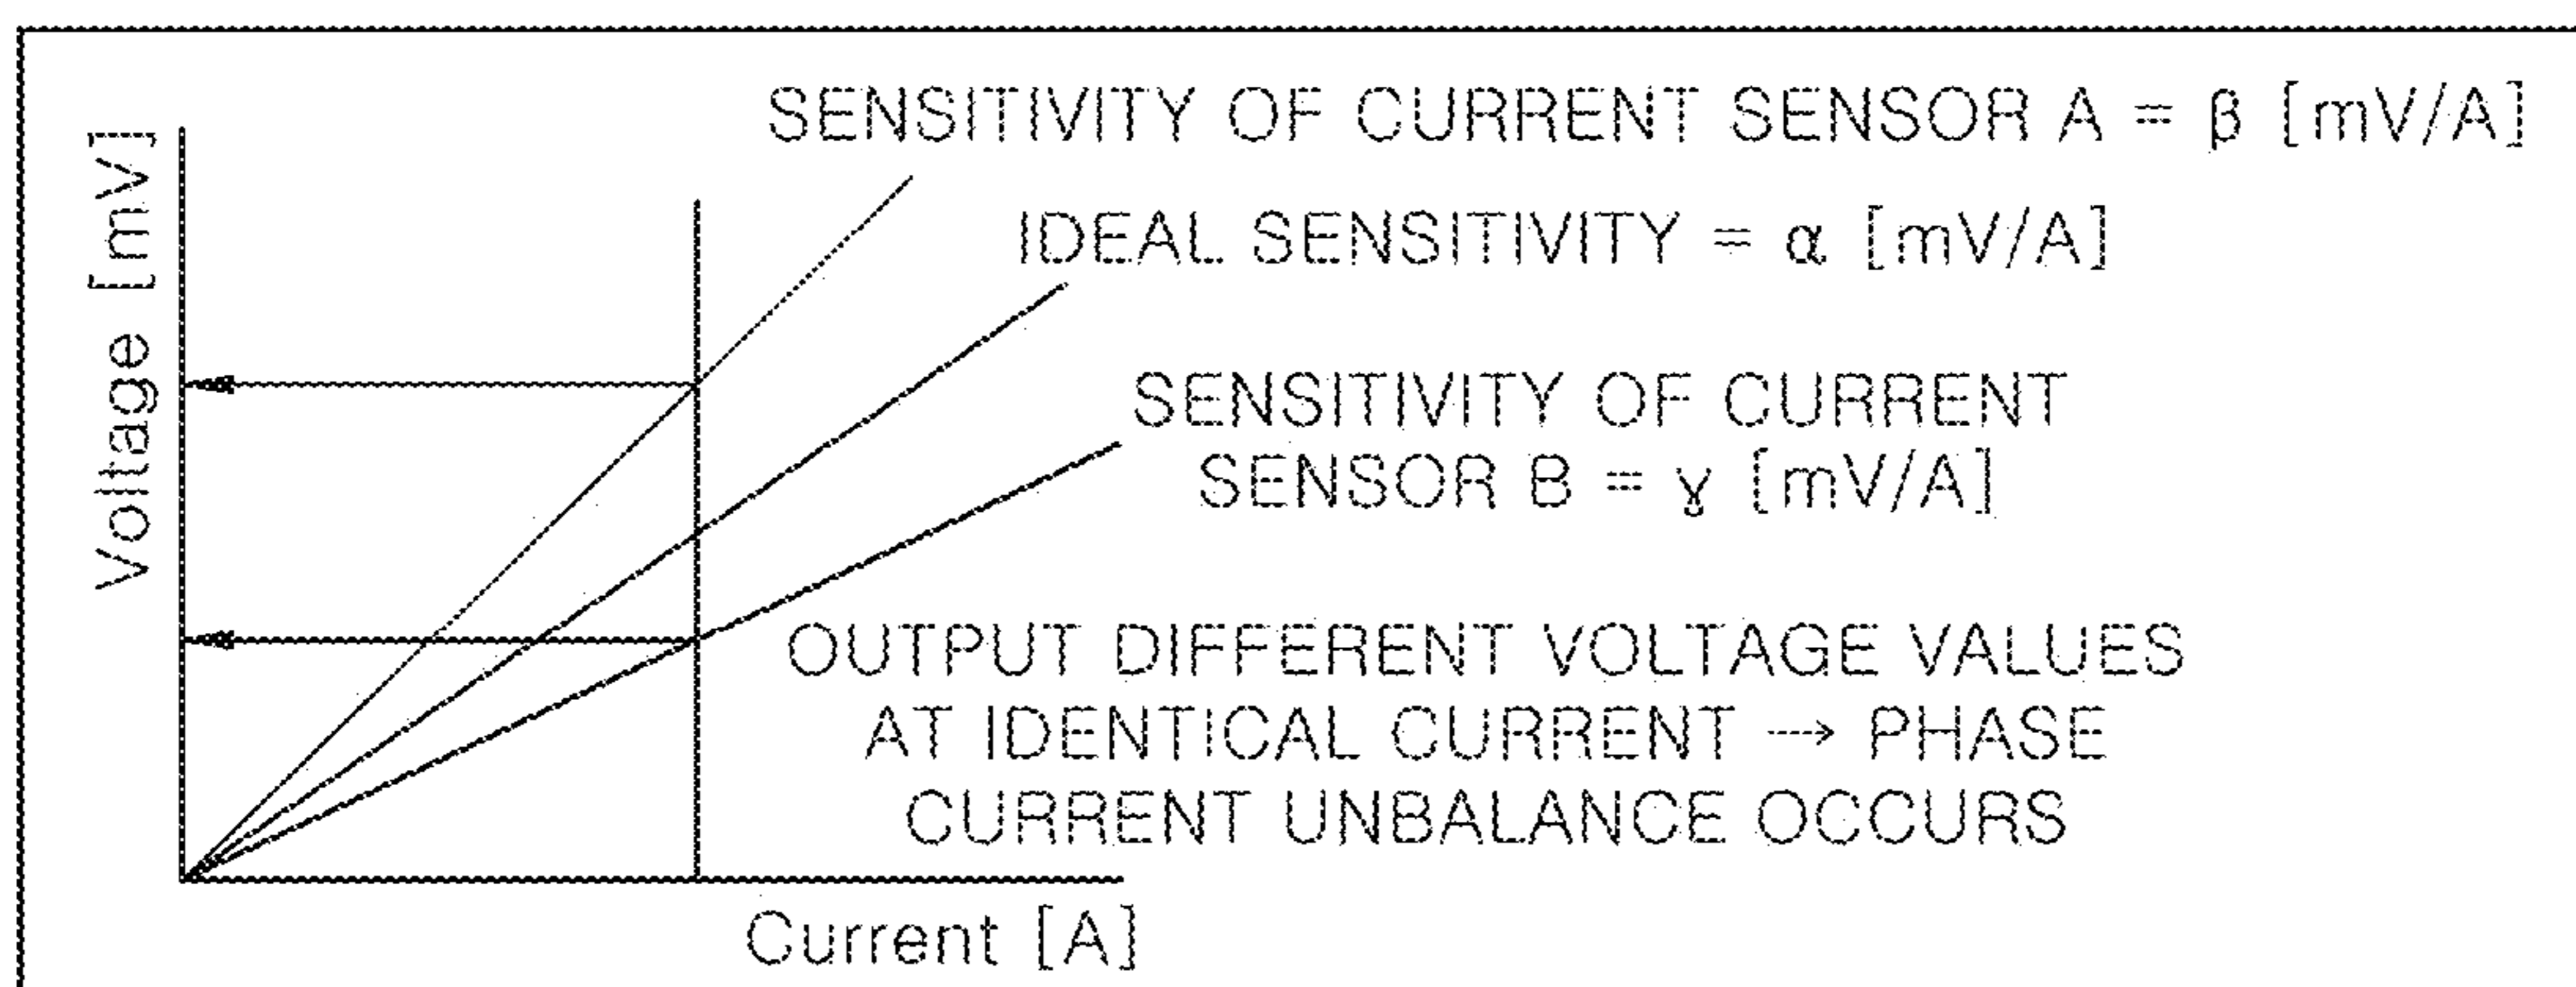 SENSITIVITY OF CURRENT SENSOR A = β [mV/A]
IDEAL SENSITIVITY = α [mV/A]
SENSITIVITY OF CURRENT
SENSOR B = γ [mV/A]
OUTPUT DIFFERENT VOLTAGE VALUES
AT IDENTICAL CURRENT → PHASE
CURRENT UNBALANCE OCCURS
Voltage [mV]
Current [A]